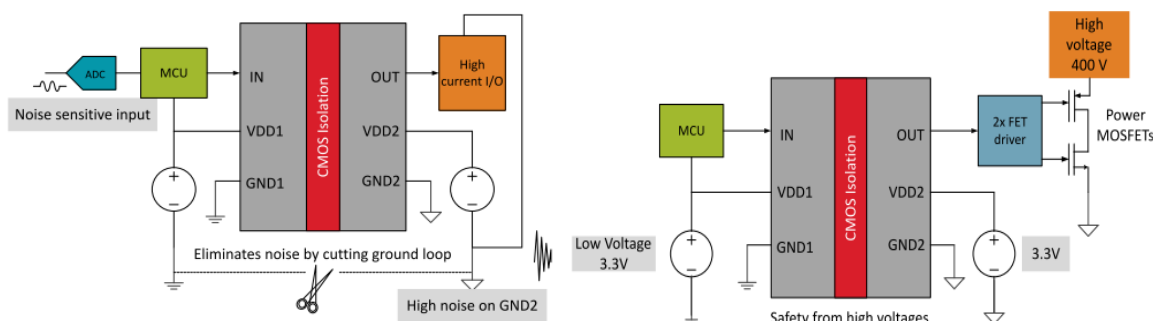 ADC
MCU
Noise sensitive input
IN
VDD1
GND1
CMOS Isolation
OUT
VDD2
GND2
High
current I/O
+
−
+
−
Eliminates noise by cutting ground loop
High noise on GND2
MCU
Low Voltage
3.3V
+
−
IN
VDD1
GND1
CMOS Isolation
OUT
VDD2
GND2
2x FET
driver
High
voltage
400 V
Power
MOSFETs
+
−
3.3V
Safety from high voltages